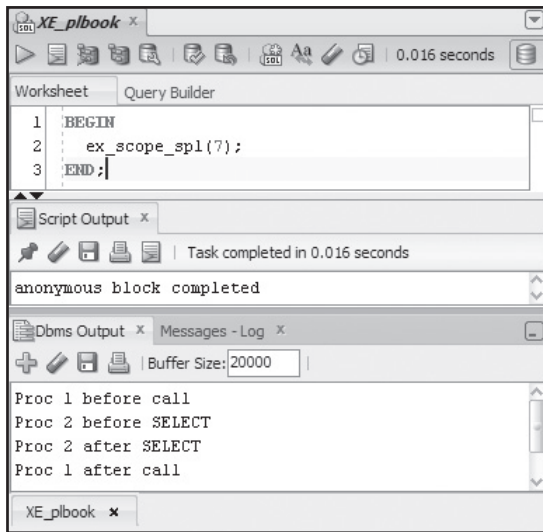 XE_plbook
0.016 seconds
Worksheet Query Builder
1 BEGIN
2 ex_scope_sp1(7);
3 END;
Script Output
Task completed in 0.016 seconds
anonymous block completed
Dbms Output Messages - Log
Buffer Size: 20000
Proc 1 before call
Proc 2 before SELECT
Proc 2 after SELECT
Proc 1 after call
XE_plbook